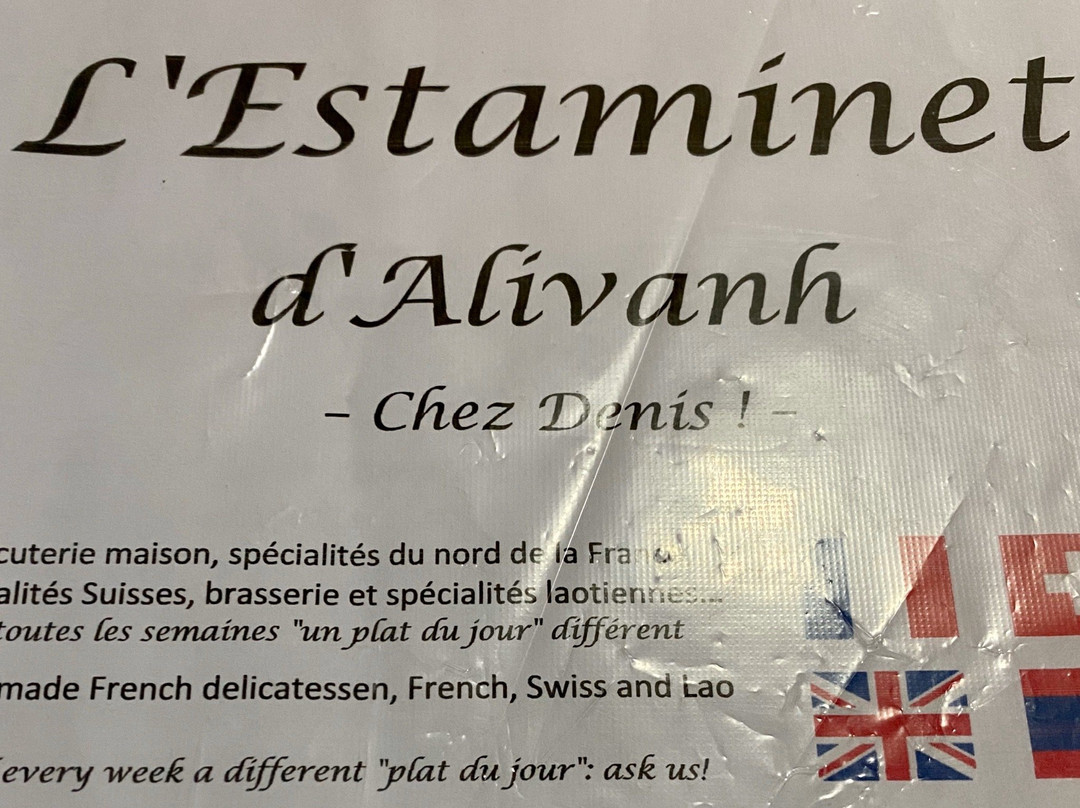 L'Estaminet
d'Alivanh
- Chez Denis ! -
cuterie maison, spécialités du nord de la France
alités Suisses, brasserie et spécialités laotiennes...
toutes les semaines "un plat du jour" différent
made French delicatessen, French, Swiss and Lao
every week a different "plat du jour": ask us!